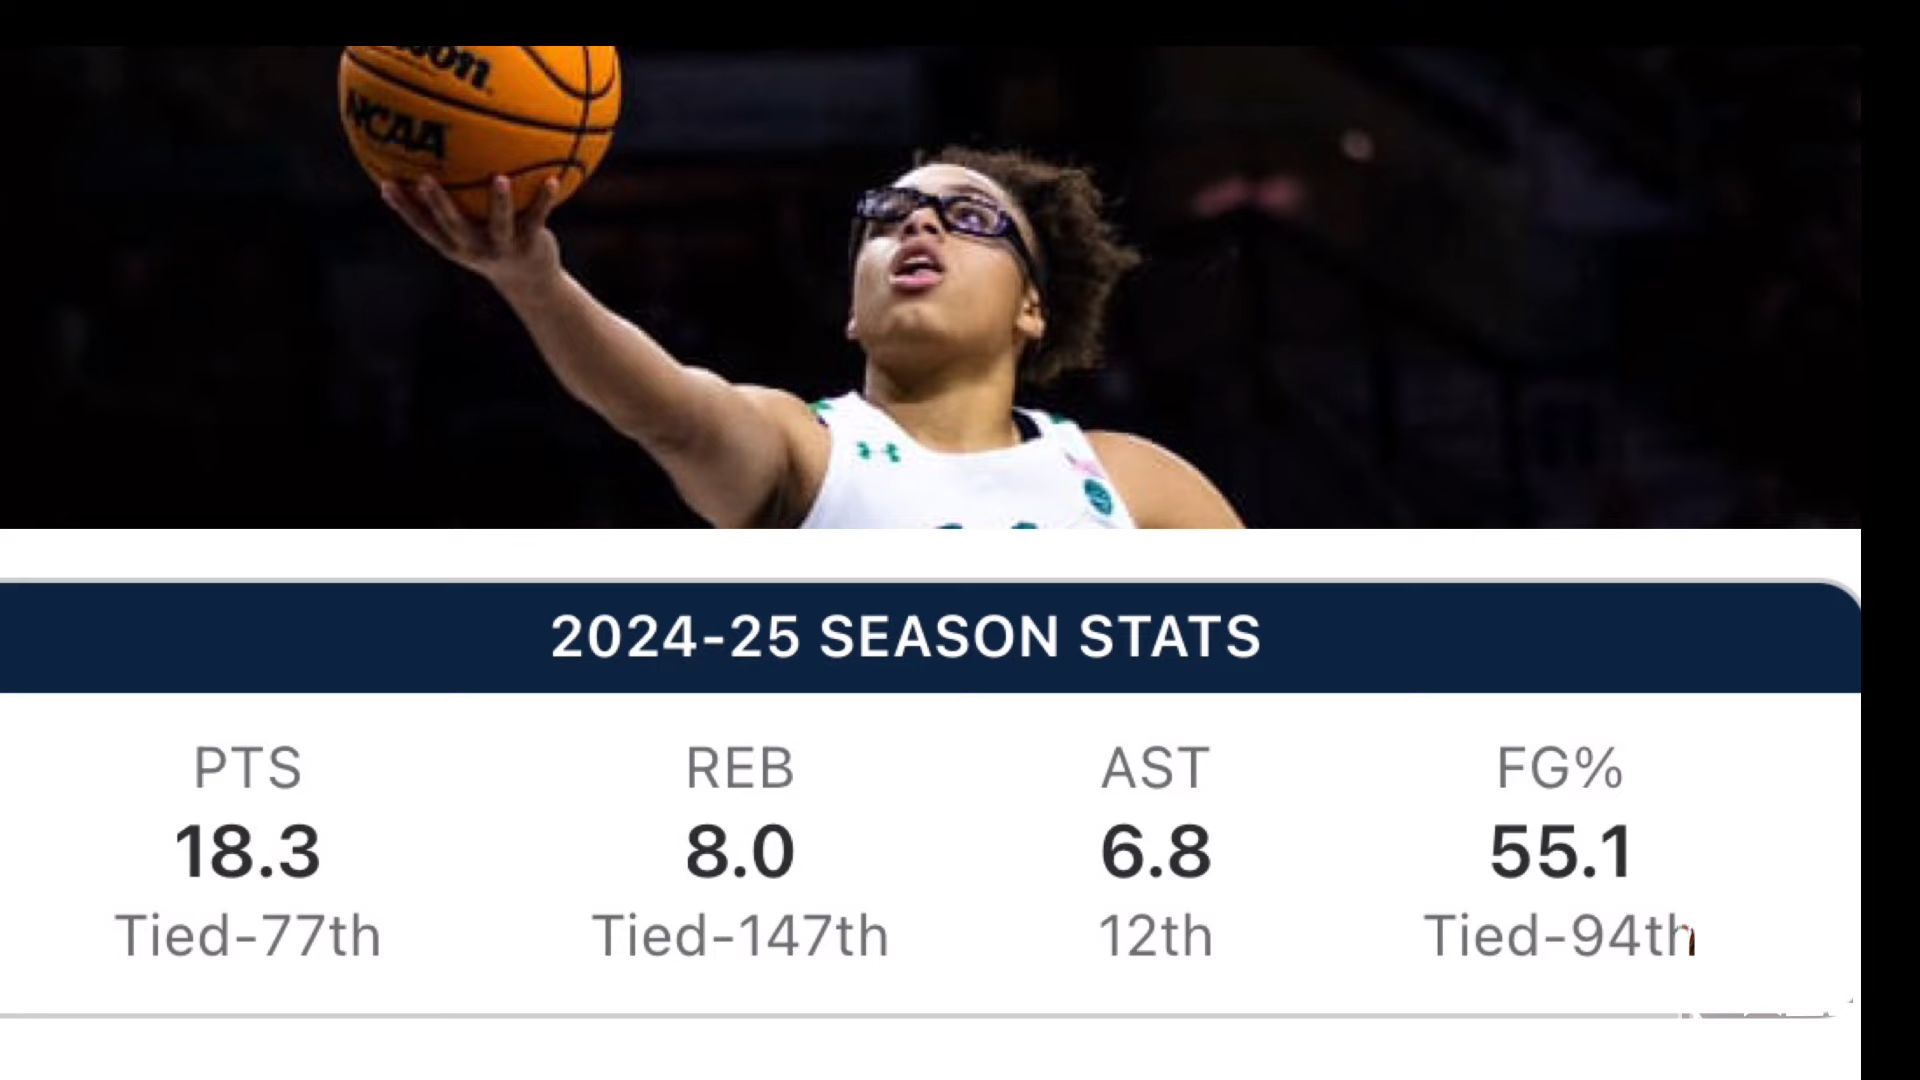 NCAA
2024-25 SEASON STATS
PTS REB AST FG%
18.3 8.0 6.8 55.1
Tied-77th Tied-147th 12th Tied-94th